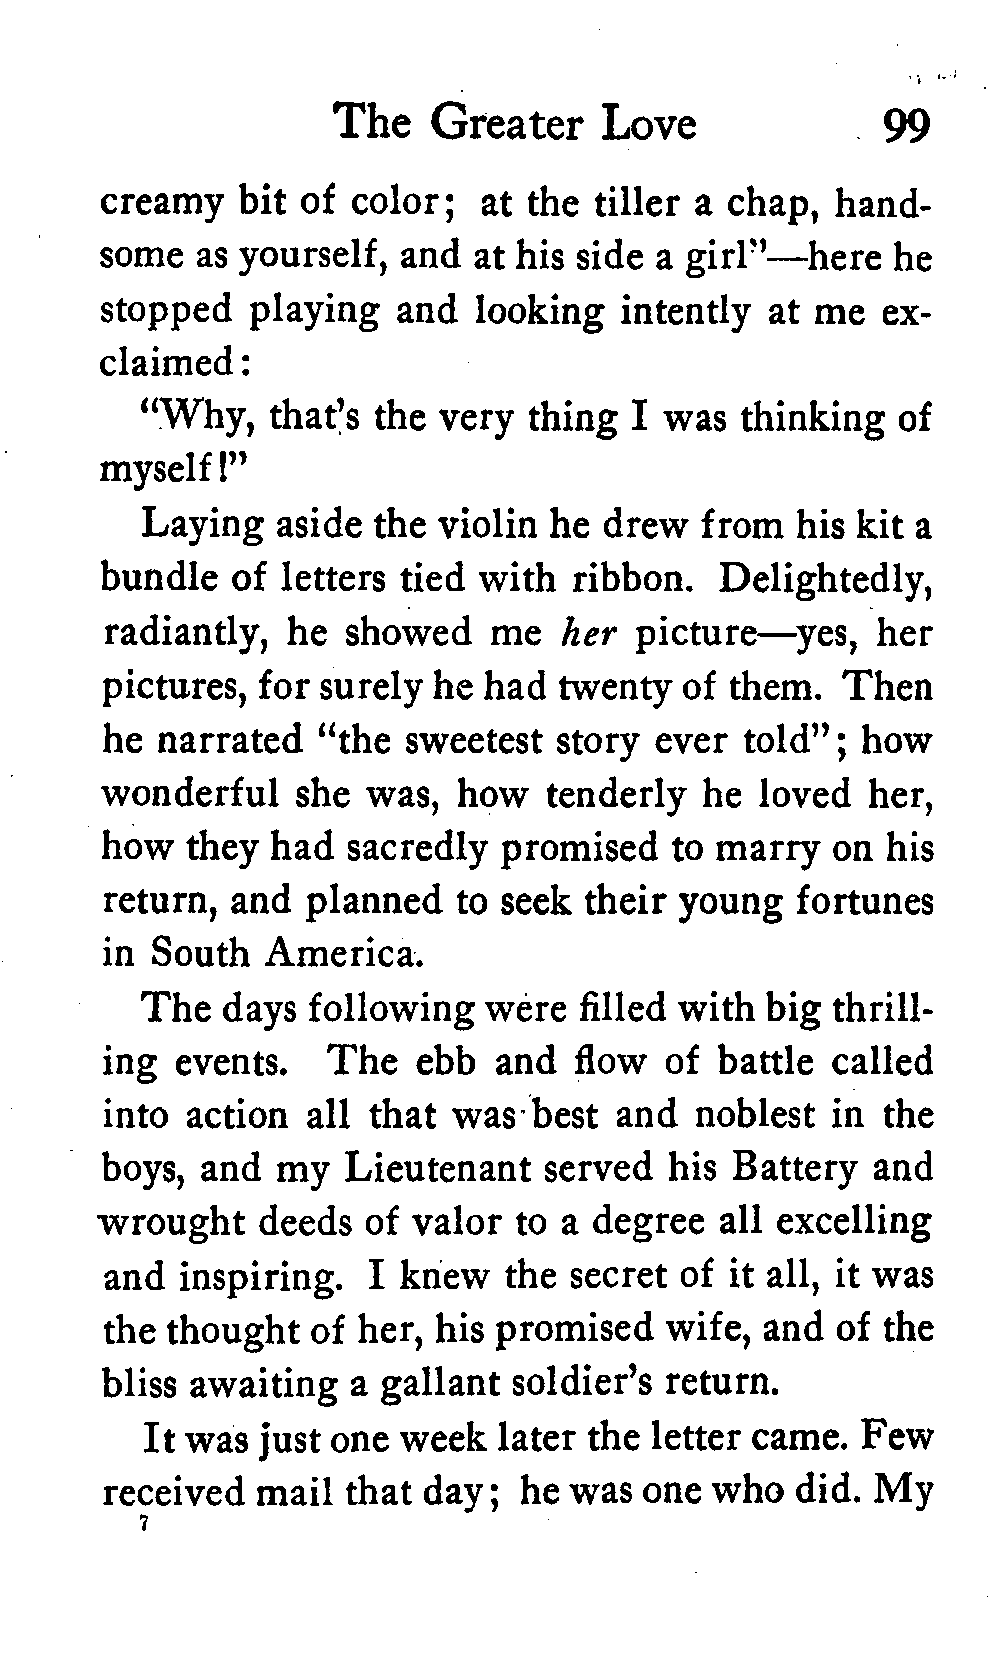 The Greater Love 99
creamy bit of color; at the tiller a chap, hand-
some as yourself, and at his side a girl"—here he
stopped playing and looking intently at me ex-
claimed:
"Why, that's the very thing I was thinking of
myself!"
Laying aside the violin he drew from his kit a
bundle of letters tied with ribbon. Delightedly,
radiantly, he showed me her picture—yes, her
pictures, for surely he had twenty of them. Then
he narrated "the sweetest story ever told"; how
wonderful she was, how tenderly he loved her,
how they had sacredly promised to marry on his
return, and planned to seek their young fortunes
in South America.
The days following were filled with big thrill-
ing events. The ebb and flow of battle called
into action all that was best and noblest in the
boys, and my Lieutenant served his Battery and
wrought deeds of valor to a degree all excelling
and inspiring. I knew the secret of it all, it was
the thought of her, his promised wife, and of the
bliss awaiting a gallant soldier's return.
It was just one week later the letter came. Few
received mail that day; he was one who did. My
7